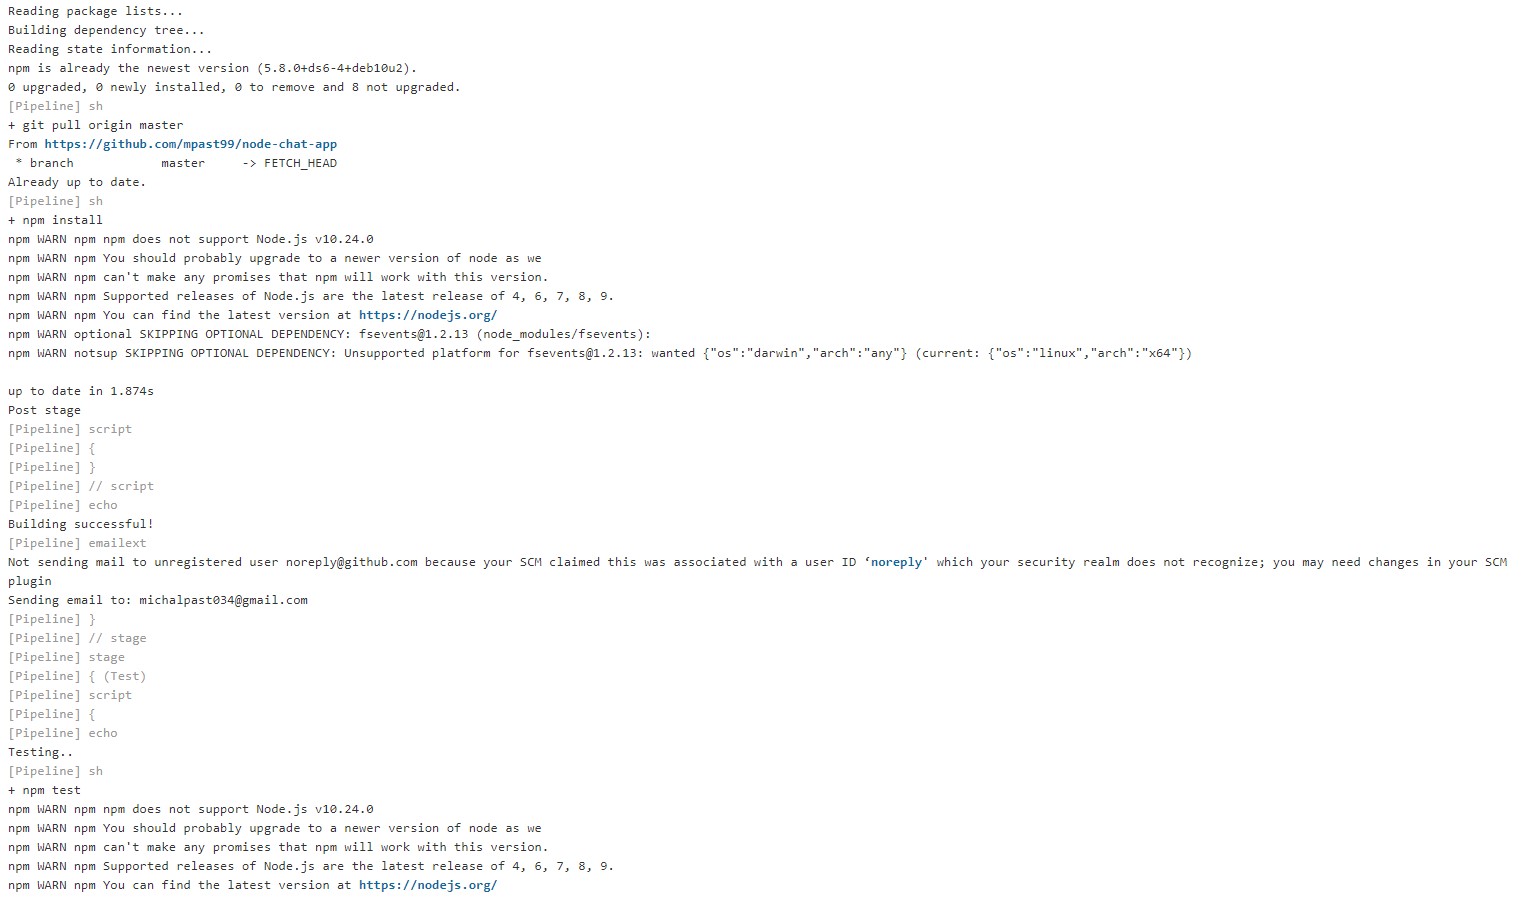 Reading package lists...
Building dependency tree...
Reading state information...
npm is already the newest version (5.8.0+ds6-4+deb10u2).
0 upgraded, 0 newly installed, 0 to remove and 8 not upgraded.
[Pipeline] sh
+ git pull origin master
From https://github.com/mpast99/node-chat-app
 * branch            master     -> FETCH_HEAD
Already up to date.
[Pipeline] sh
+ npm install
npm WARN npm npm does not support Node.js v10.24.0
npm WARN npm You should probably upgrade to a newer version of node as we
npm WARN npm can't make any promises that npm will work with this version.
npm WARN npm Supported releases of Node.js are the latest release of 4, 6, 7, 8, 9.
npm WARN npm You can find the latest version at https://nodejs.org/
npm WARN optional SKIPPING OPTIONAL DEPENDENCY: fsevents@1.2.13 (node_modules/fsevents):
npm WARN notsup SKIPPING OPTIONAL DEPENDENCY: Unsupported platform for fsevents@1.2.13: wanted {"os":"darwin","arch":"any"} (current: {"os":"linux","arch":"x64"})
up to date in 1.874s
Post stage
[Pipeline] script
[Pipeline] {
[Pipeline] }
[Pipeline] // script
[Pipeline] echo
Building successful!
[Pipeline] emailext
Not sending mail to unregistered user noreply@github.com because your SCM claimed this was associated with a user ID ‘noreply' which your security realm does not recognize; you may need changes in your SCM
plugin
Sending email to: michalpast034@gmail.com
[Pipeline] }
[Pipeline] // stage
[Pipeline] stage
[Pipeline] { (Test)
[Pipeline] script
[Pipeline] {
[Pipeline] echo
Testing..
[Pipeline] sh
+ npm test
npm WARN npm npm does not support Node.js v10.24.0
npm WARN npm You should probably upgrade to a newer version of node as we
npm WARN npm can't make any promises that npm will work with this version.
npm WARN npm Supported releases of Node.js are the latest release of 4, 6, 7, 8, 9.
npm WARN npm You can find the latest version at https://nodejs.org/